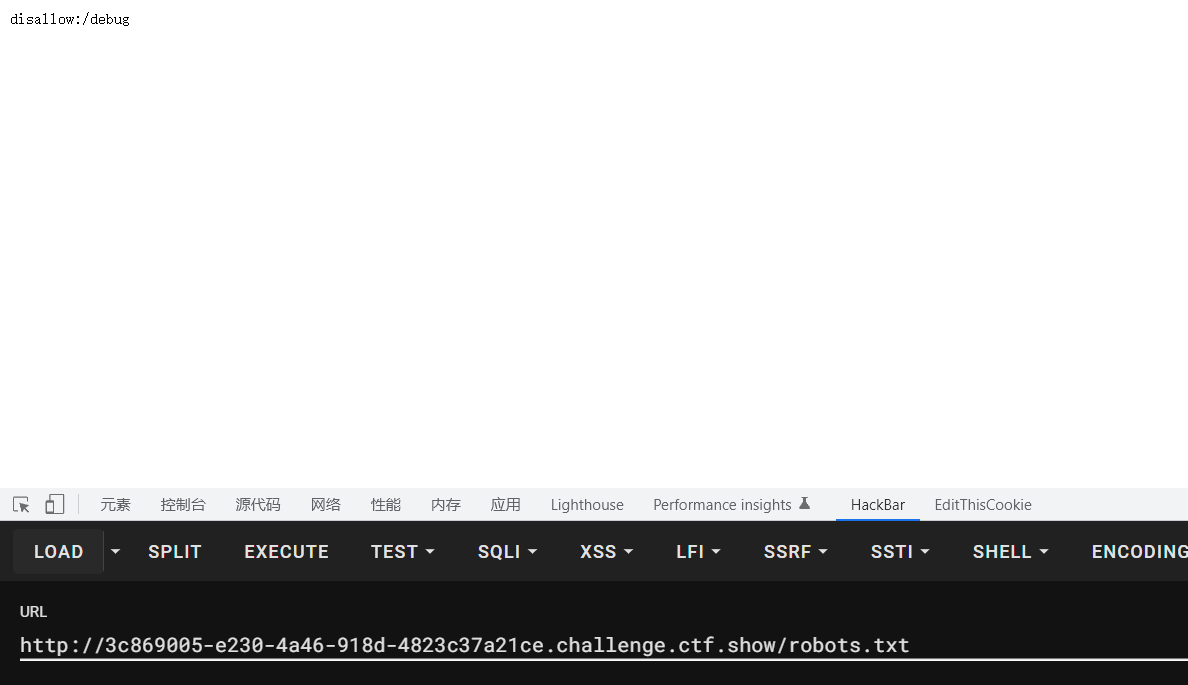 disallow:/debug
元素 控制台 源代码 网络 性能 内存 应用 Lighthouse Performance insights HackBar EditThisCookie
LOAD SPLIT EXECUTE TEST SQLI XSS LFI SSRF SSTI SHELL ENCODING
URL
http://3c869005-e230-4a46-918d-4823c37a21ce.challenge.ctf.show/robots.txt